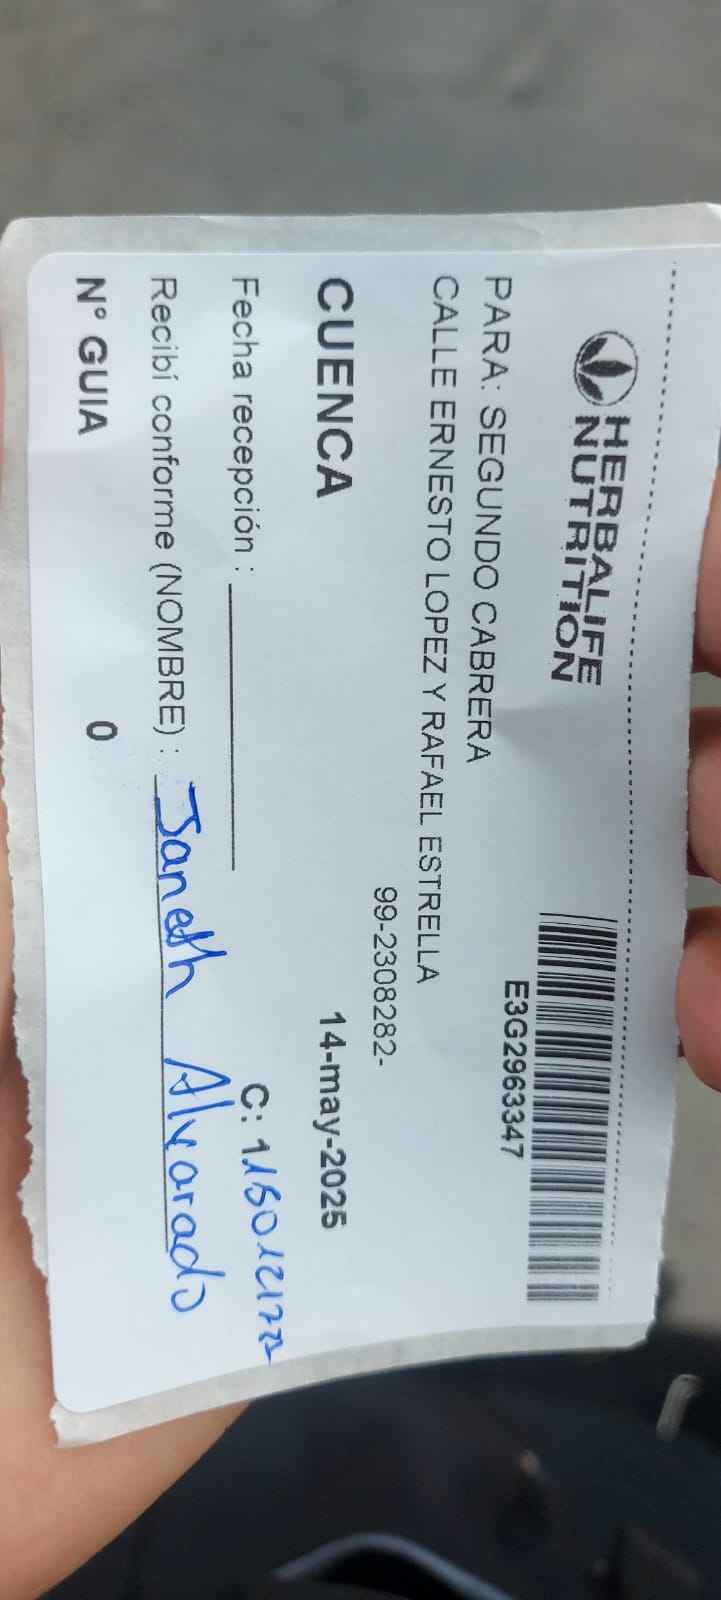 HERBALIFE
NUTRITION
E3G2963347
PARA: SEGUNDO CABRERA
CALLE ERNESTO LOPEZ Y RAFAEL ESTRELLA
99-2308282-
CUENCA 14-may-2025
Fecha recepción :
C: 1
Recibí conforme (NOMBRE) : Janeth Alvarado
N° GUIA 0